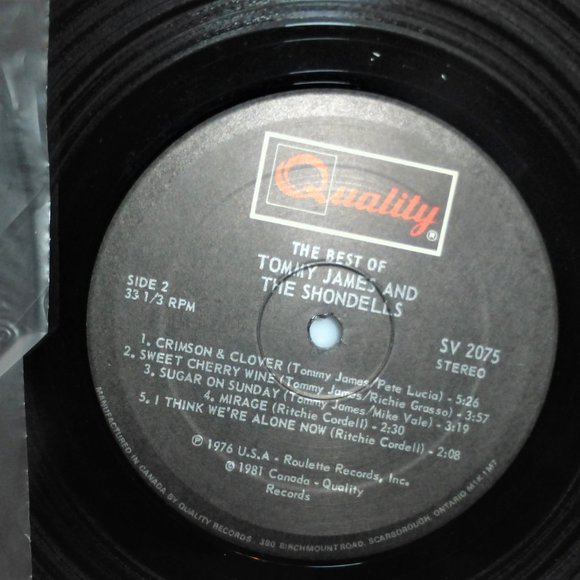 Quality®
THE BEST OF
TOMMY JAMES AND
THE SHONDELLS
SIDE 2
33 1/3 RPM
SV 2075
STEREO
1. CRIMSON & CLOVER (Tommy James/Pete Lucia) - 5:26
2. SWEET CHERRY WINE (Tommy James/Richie Grasso) - 3:57
3. SUGAR ON SUNDAY (Tommy James/Mike Vale) - 3:19
4. MIRAGE (Ritchie Cordell) - 2:30
5. I THINK WE'RE ALONE NOW (Ritchie Cordell) - 2:08
℗ 1976 U.S.A - Roulette Records, Inc.
© 1981 Canada - Quality
Records
MANUFACTURED IN CANADA BY QUALITY RECORDS - 380 BIRCHMOUNT ROAD, SCARBOROUGH, ONTARIO M1K 1M7